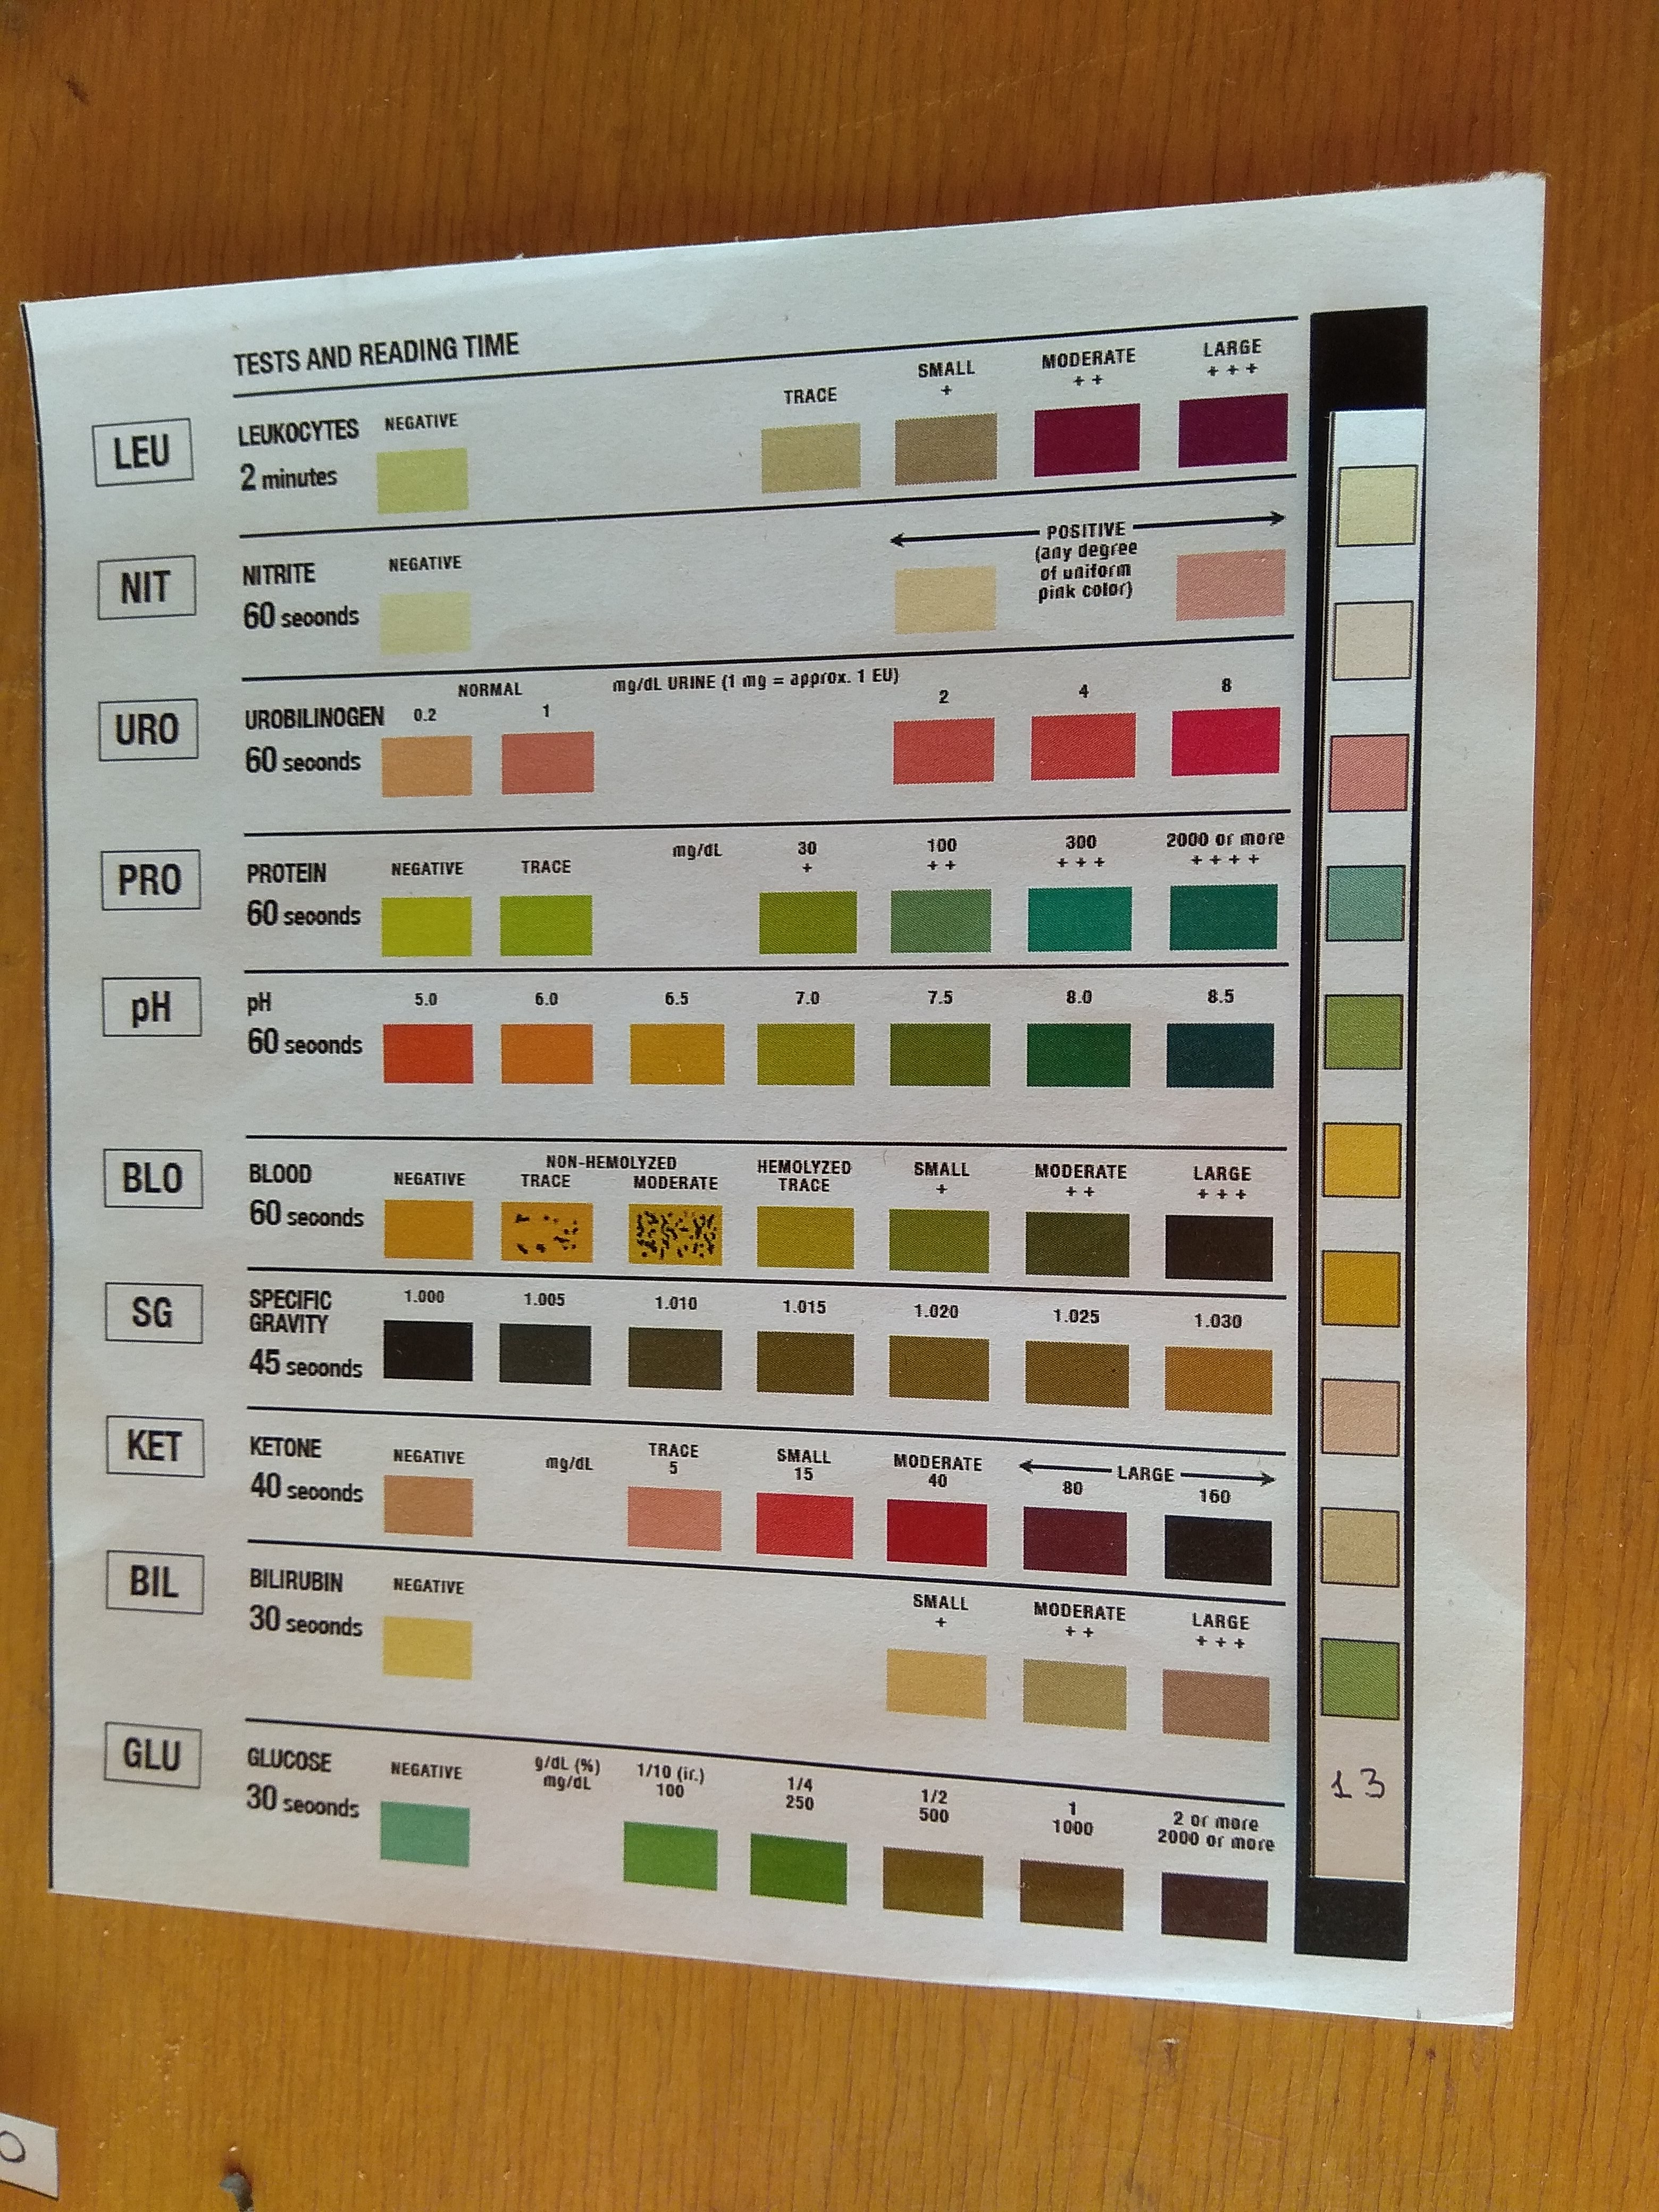 TESTS AND READING TIME
LEU
LEUKOCYTES
2 minutes
NEGATIVE
TRACE
SMALL
+
MODERATE
++
LARGE
+++
NIT
NITRITE
60 seconds
NEGATIVE
POSITIVE
(any degree
of uniform
pink color)
URO
UROBILINOGEN
60 seconds
NORMAL
mg/dL URINE (1 mg = approx. 1 EU)
0.2
1
2
4
8
PRO
PROTEIN
60 seconds
NEGATIVE
TRACE
mg/dL
30
+
100
++
300
+++
2000 or more
++++
pH
pH
60 seconds
5.0
6.0
6.5
7.0
7.5
8.0
8.5
BLO
BLOOD
60 seconds
NEGATIVE
NON-HEMOLYZED
TRACE
MODERATE
HEMOLYZED
TRACE
SMALL
+
MODERATE
++
LARGE
+++
SG
SPECIFIC
GRAVITY
45 seconds
1.000
1.005
1.010
1.015
1.020
1.025
1.030
KET
KETONE
40 seconds
NEGATIVE
mg/dL
TRACE
5
SMALL
15
MODERATE
40
LARGE
80
160
BIL
BILIRUBIN
30 seconds
NEGATIVE
SMALL
+
MODERATE
++
LARGE
+++
GLU
GLUCOSE
30 seconds
NEGATIVE
g/dL (%)
mg/dL
1/10 (ir.)
100
1/4
250
1/2
500
1
1000
2 or more
2000 or more
13